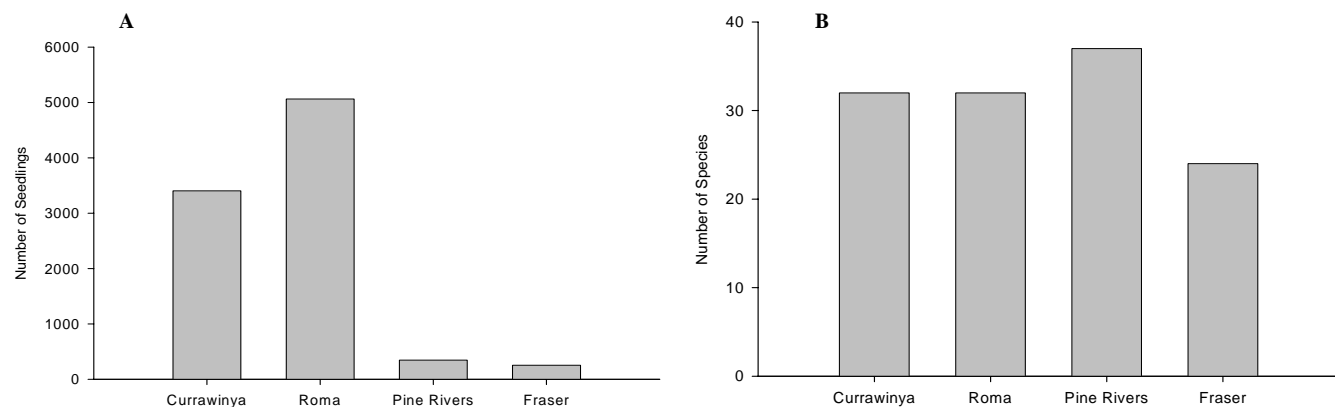 A
Number of Seedlings
6000
5000
4000
3000
2000
1000
0
Currawinya Roma Pine Rivers Fraser
B
Number of Species
40
30
20
10
0
Currawinya Roma Pine Rivers Fraser